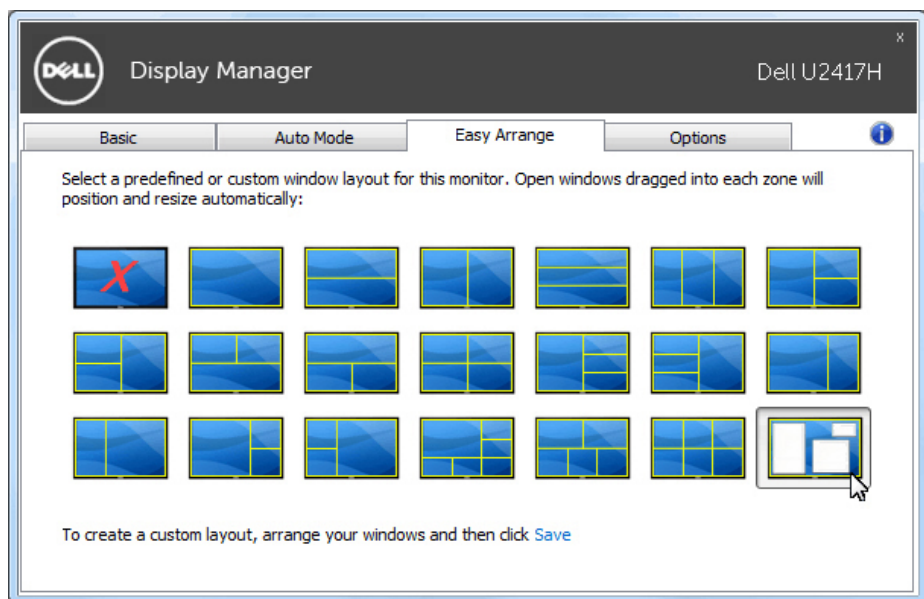 x
DELL
Display Manager
Dell U2417H
Basic
Auto Mode
Easy Arrange
Options
i
Select a predefined or custom window layout for this monitor. Open windows dragged into each zone will
position and resize automatically:
X
To create a custom layout, arrange your windows and then click Save